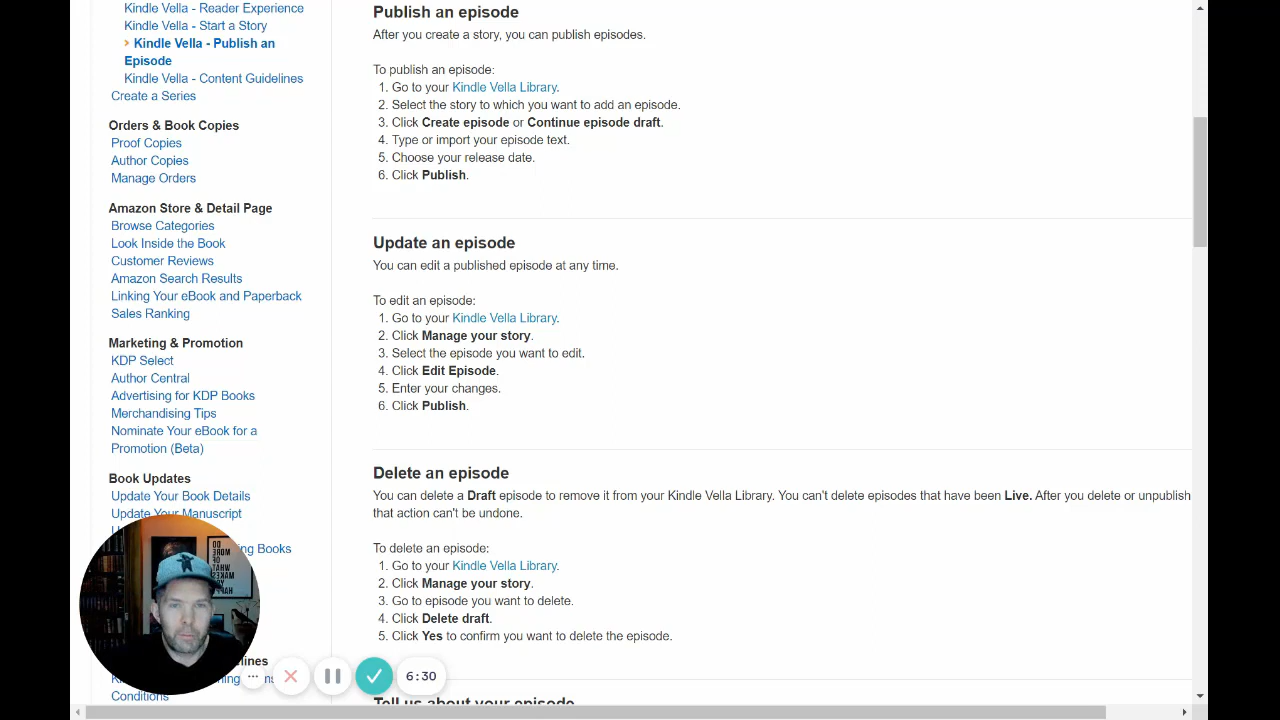 Kindle Vella - Reader Experience
Kindle Vella - Start a Story
› Kindle Vella - Publish an
Episode
Kindle Vella - Content Guidelines
Create a Series
Orders & Book Copies
Proof Copies
Author Copies
Manage Orders
Amazon Store & Detail Page
Browse Categories
Look Inside the Book
Customer Reviews
Amazon Search Results
Linking Your eBook and Paperback
Sales Ranking
Marketing & Promotion
KDP Select
Author Central
Advertising for KDP Books
Merchandising Tips
Nominate Your eBook for a
Promotion (Beta)
Book Updates
Update Your Book Details
Update Your Manuscript
Books
Conditions
Publish an episode
After you create a story, you can publish episodes.
To publish an episode:
1. Go to your Kindle Vella Library.
2. Select the story to which you want to add an episode.
3. Click Create episode or Continue episode draft.
4. Type or import your episode text.
5. Choose your release date.
6. Click Publish.
Update an episode
You can edit a published episode at any time.
To edit an episode:
1. Go to your Kindle Vella Library.
2. Click Manage your story.
3. Select the episode you want to edit.
4. Click Edit Episode.
5. Enter your changes.
6. Click Publish.
Delete an episode
You can delete a Draft episode to remove it from your Kindle Vella Library. You can't delete episodes that have been Live. After you delete or unpublish
that action can't be undone.
To delete an episode:
1. Go to your Kindle Vella Library.
2. Click Manage your story.
3. Go to episode you want to delete.
4. Click Delete draft.
5. Click Yes to confirm you want to delete the episode.
Tell us about your episode
DO
MORE
OF
WHAT
MAKES
6:30